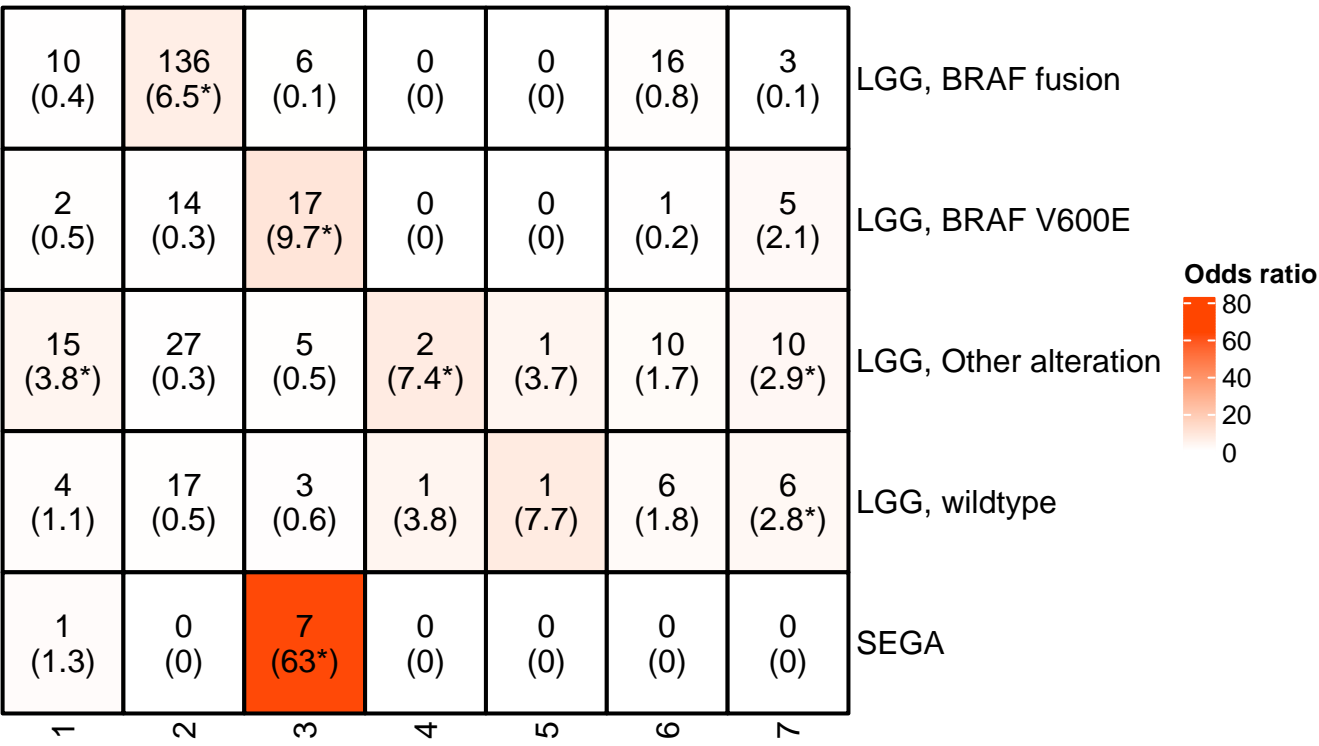 10 136 6 0 0 16 3
(0.4) (6.5*) (0.1) (0) (0) (0.8) (0.1)
LGG, BRAF fusion
2 14 17 0 0 1 5
(0.5) (0.3) (9.7*) (0) (0) (0.2) (2.1)
LGG, BRAF V600E
15 27 5 2 1 10 10
(3.8*) (0.3) (0.5) (7.4*) (3.7) (1.7) (2.9*)
LGG, Other alteration
4 17 3 1 1 6 6
(1.1) (0.5) (0.6) (3.8) (7.7) (1.8) (2.8*)
LGG, wildtype
1 0 7 0 0 0 0
(1.3) (0) (63*) (0) (0) (0) (0)
SEGA
1 2 3 4 5 6 7
Odds ratio
80
60
40
20
0